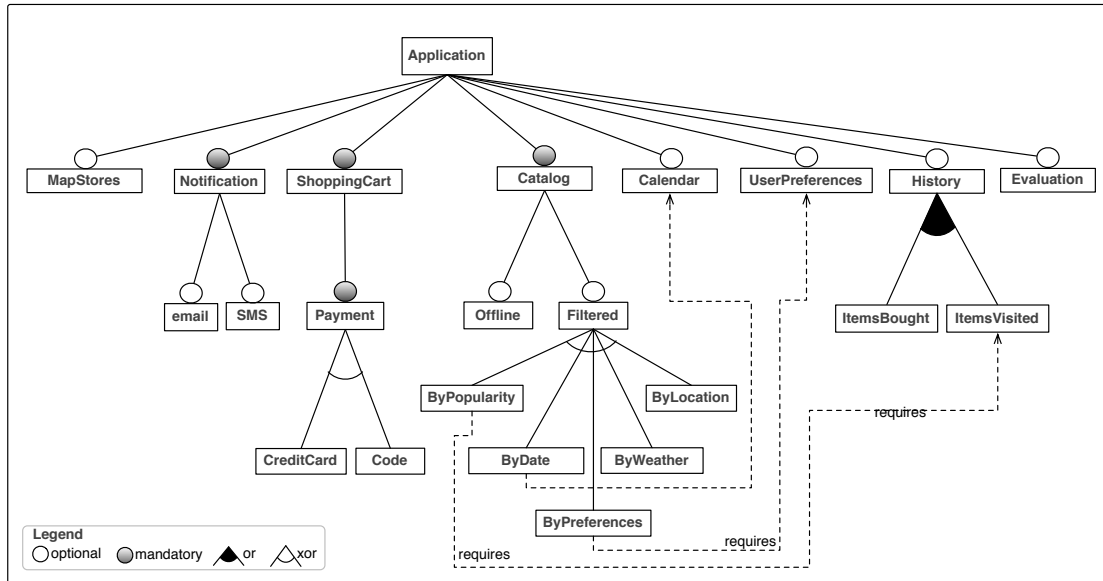 Application
MapStores
Notification
ShoppingCart
Catalog
Calendar
UserPreferences
History
Evaluation
email
SMS
Payment
Offline
Filtered
ItemsBought
ItemsVisited
ByPopularity
ByLocation
requires
CreditCard
Code
ByDate
ByWeather
ByPreferences
requires
requires
Legend
optional
mandatory
or
xor